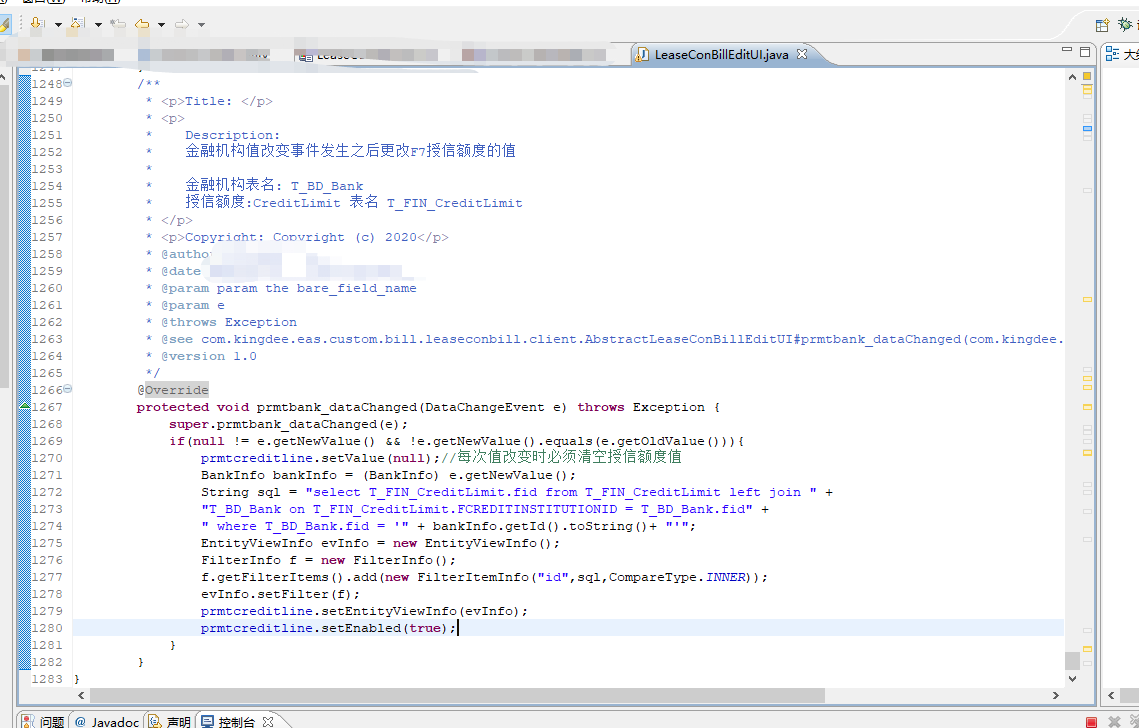 LeaseConBillEditUI.java
1248 /**
1249 * <p>Title: </p>
1250 * <p>
1251 * Description:
1252 * 金融机构值改变事件发生之后更改F7授信额度的值
1253 *
1254 * 金融机构表名: T_BD_Bank
1255 * 授信额度:CreditLimit 表名 T_FIN_CreditLimit
1256 * </p>
1257 * <p>Copyright: Copyright (c) 2020</p>
1258 *
1259 * @date
1260 * @param param the bare_field_name
1261 * @param e
1262 * @throws Exception
1263 * @see com.kingdee.eas.custom.bill.leaseconbill.client.AbstractLeaseConBillEditUI#prmtbank_dataChanged(com.kingdee.
1264 * @version 1.0
1265 */
1266 @Override
1267 protected void prmtbank_dataChanged(DataChangeEvent e) throws Exception {
1268 super.prmtbank_dataChanged(e);
1269 if(null != e.getNewValue() && !e.getNewValue().equals(e.getOldValue())){
1270 prmtcreditline.setValue(null);//每次值改变时必须清空授信额度值
1271 BankInfo bankInfo = (BankInfo) e.getNewValue();
1272 String sql = "select T_FIN_CreditLimit.fid from T_FIN_CreditLimit left join " +
1273 "T_BD_Bank on T_FIN_CreditLimit.FCREDITINSTITUTIONID = T_BD_Bank.fid" +
1274 " where T_BD_Bank.fid = '" + bankInfo.getId().toString()+ "'";
1275 EntityViewInfo evInfo = new EntityViewInfo();
1276 FilterInfo f = new FilterInfo();
1277 f.getFilterItems().add(new FilterItemInfo("id",sql,CompareType.INNER));
1278 evInfo.setFilter(f);
1279 prmtcreditline.setEntityViewInfo(evInfo);
1280 prmtcreditline.setEnabled(true);
1281 }
1282 }
1283 }
问题 @ Javadoc 声明 控制台